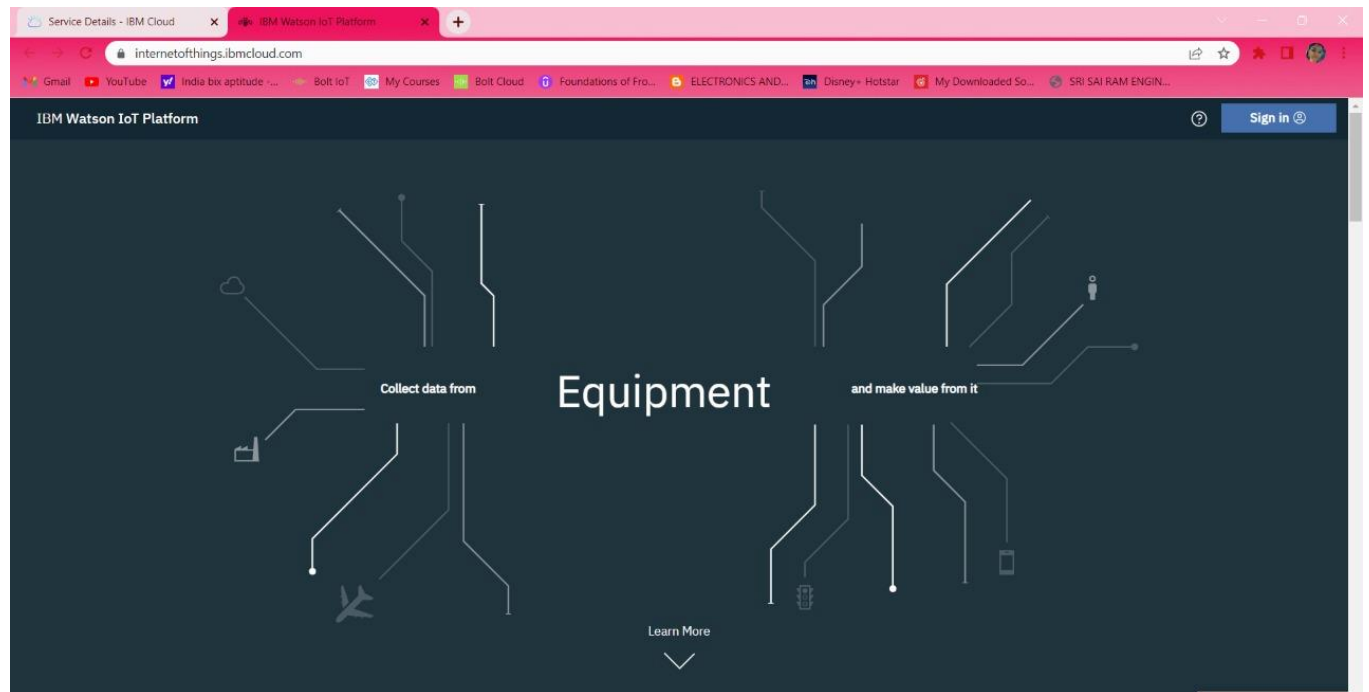 Service Details - IBM Cloud
IBM Watson IoT Platform
internetofthings.ibmcloud.com
Gmail YouTube India bix aptitude -... Bolt IoT My Courses Bolt Cloud Foundations of Fro... ELECTRONICS AND... Disney+ Hotstar My Downloaded So... SRI SAI RAM ENGIN...
IBM Watson IoT Platform
Sign in
Collect data from Equipment and make value from it
Learn More